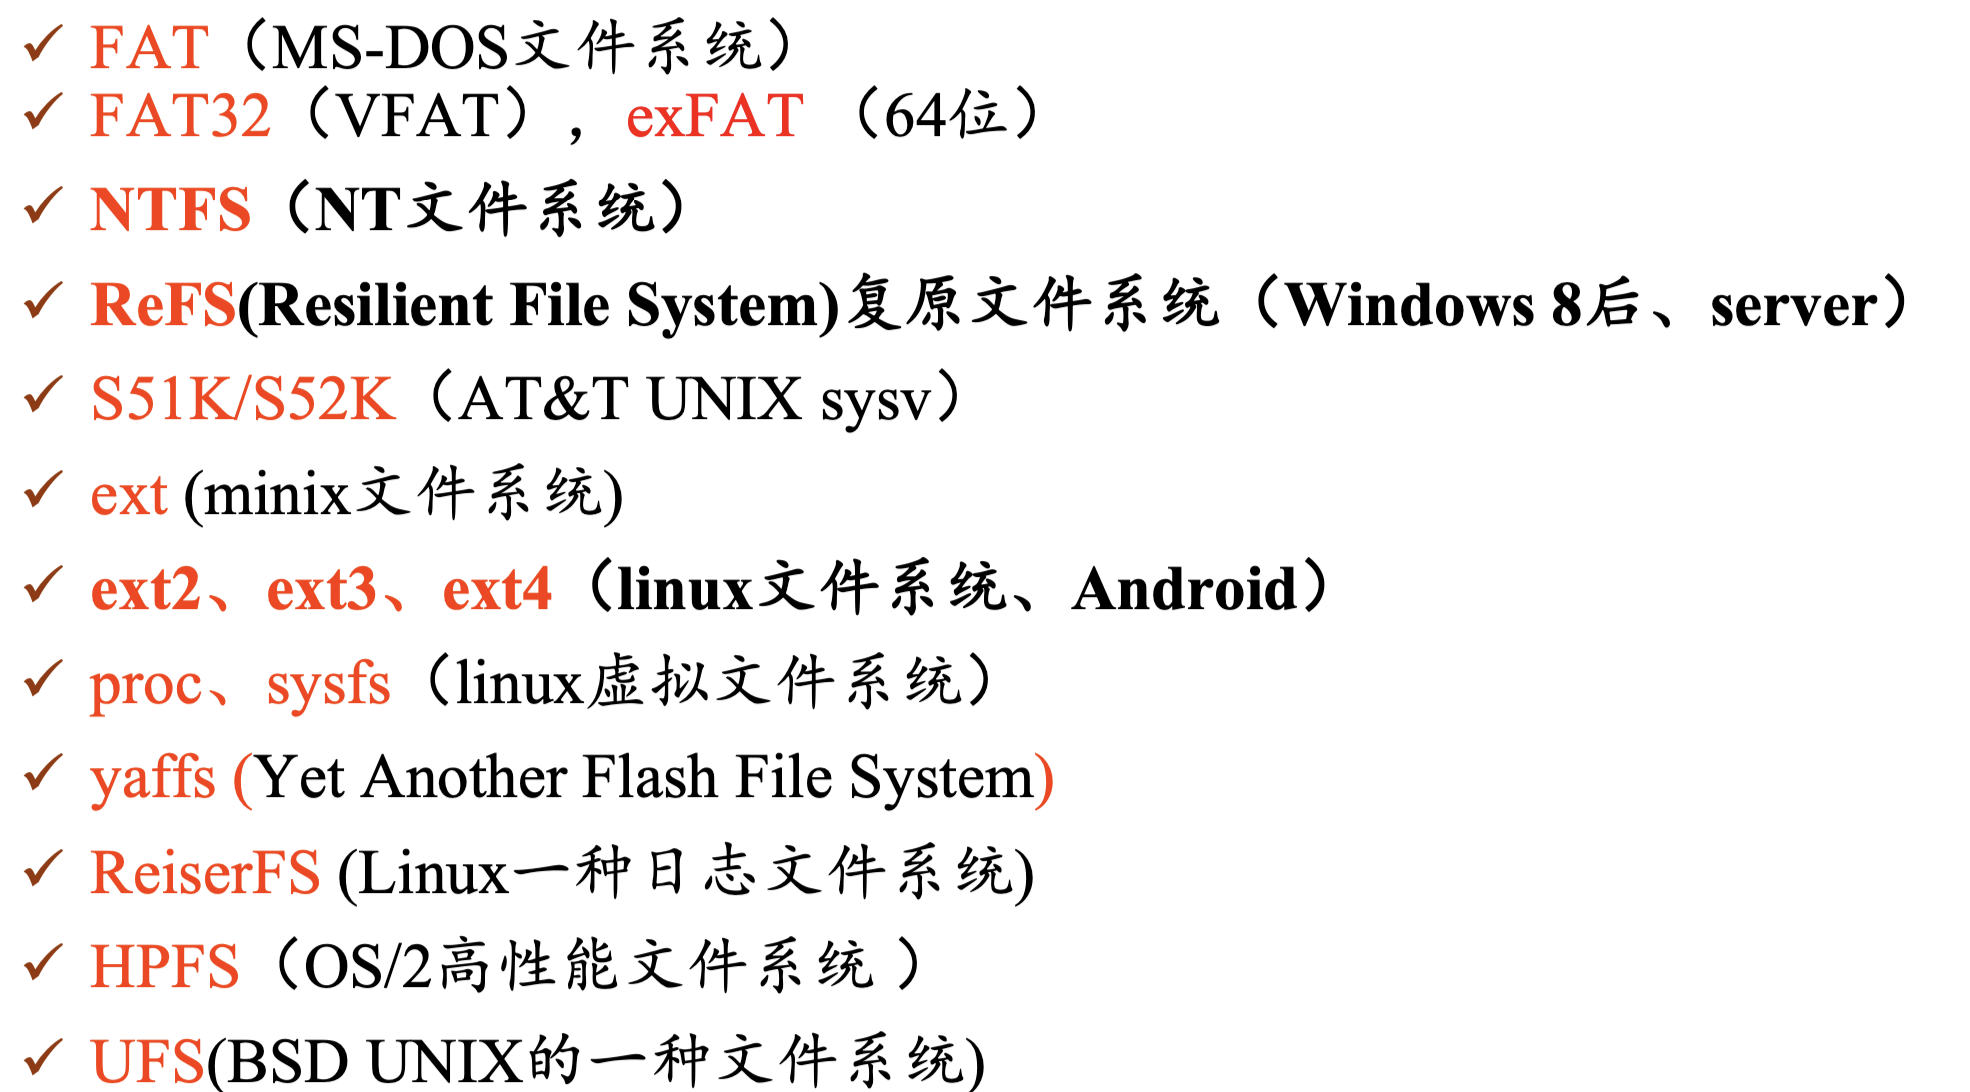 ✓ FAT（MS-DOS文件系统）
✓ FAT32（VFAT），exFAT （64位）
✓ NTFS（NT文件系统）
✓ ReFS(Resilient File System)复原文件系统（Windows 8后、server）
✓ S51K/S52K（AT&T UNIX sysv）
✓ ext (minix文件系统)
✓ ext2、ext3、ext4（linux文件系统、Android）
✓ proc、sysfs（linux虚拟文件系统）
✓ yaffs (Yet Another Flash File System)
✓ ReiserFS (Linux一种日志文件系统)
✓ HPFS（OS/2高性能文件系统 ）
✓ UFS(BSD UNIX的一种文件系统)